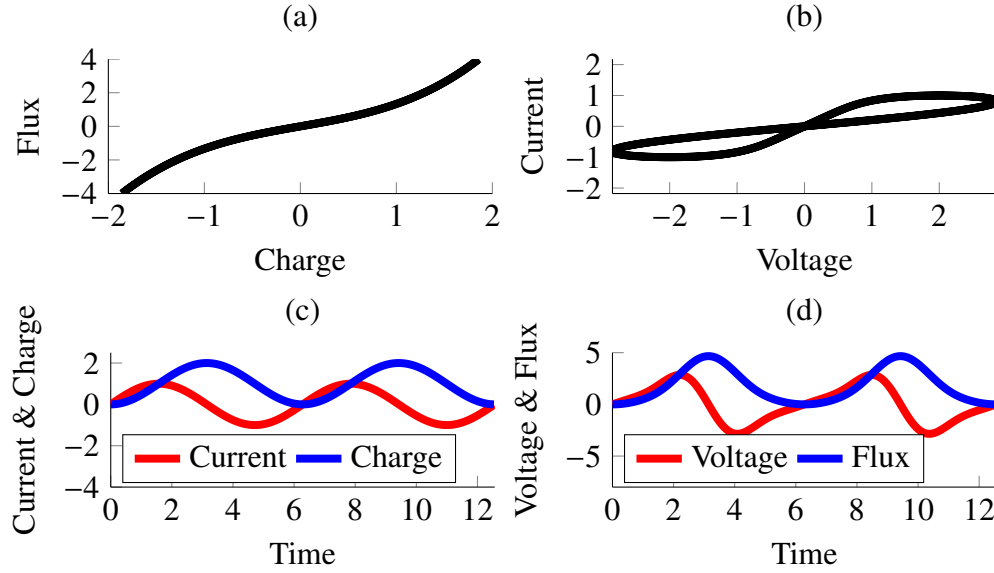 (a)
4
2
0
−2
−4
−2
−1
0
1
2
Flux
Charge
(b)
2
1
0
−1
−2
−2
−1
0
1
2
Current
Voltage
(c)
2
0
−2
−4
0
2
4
6
8
10
12
Current & Charge
Time
Current
Charge
(d)
5
0
−5
0
2
4
6
8
10
12
Voltage & Flux
Time
Voltage
Flux